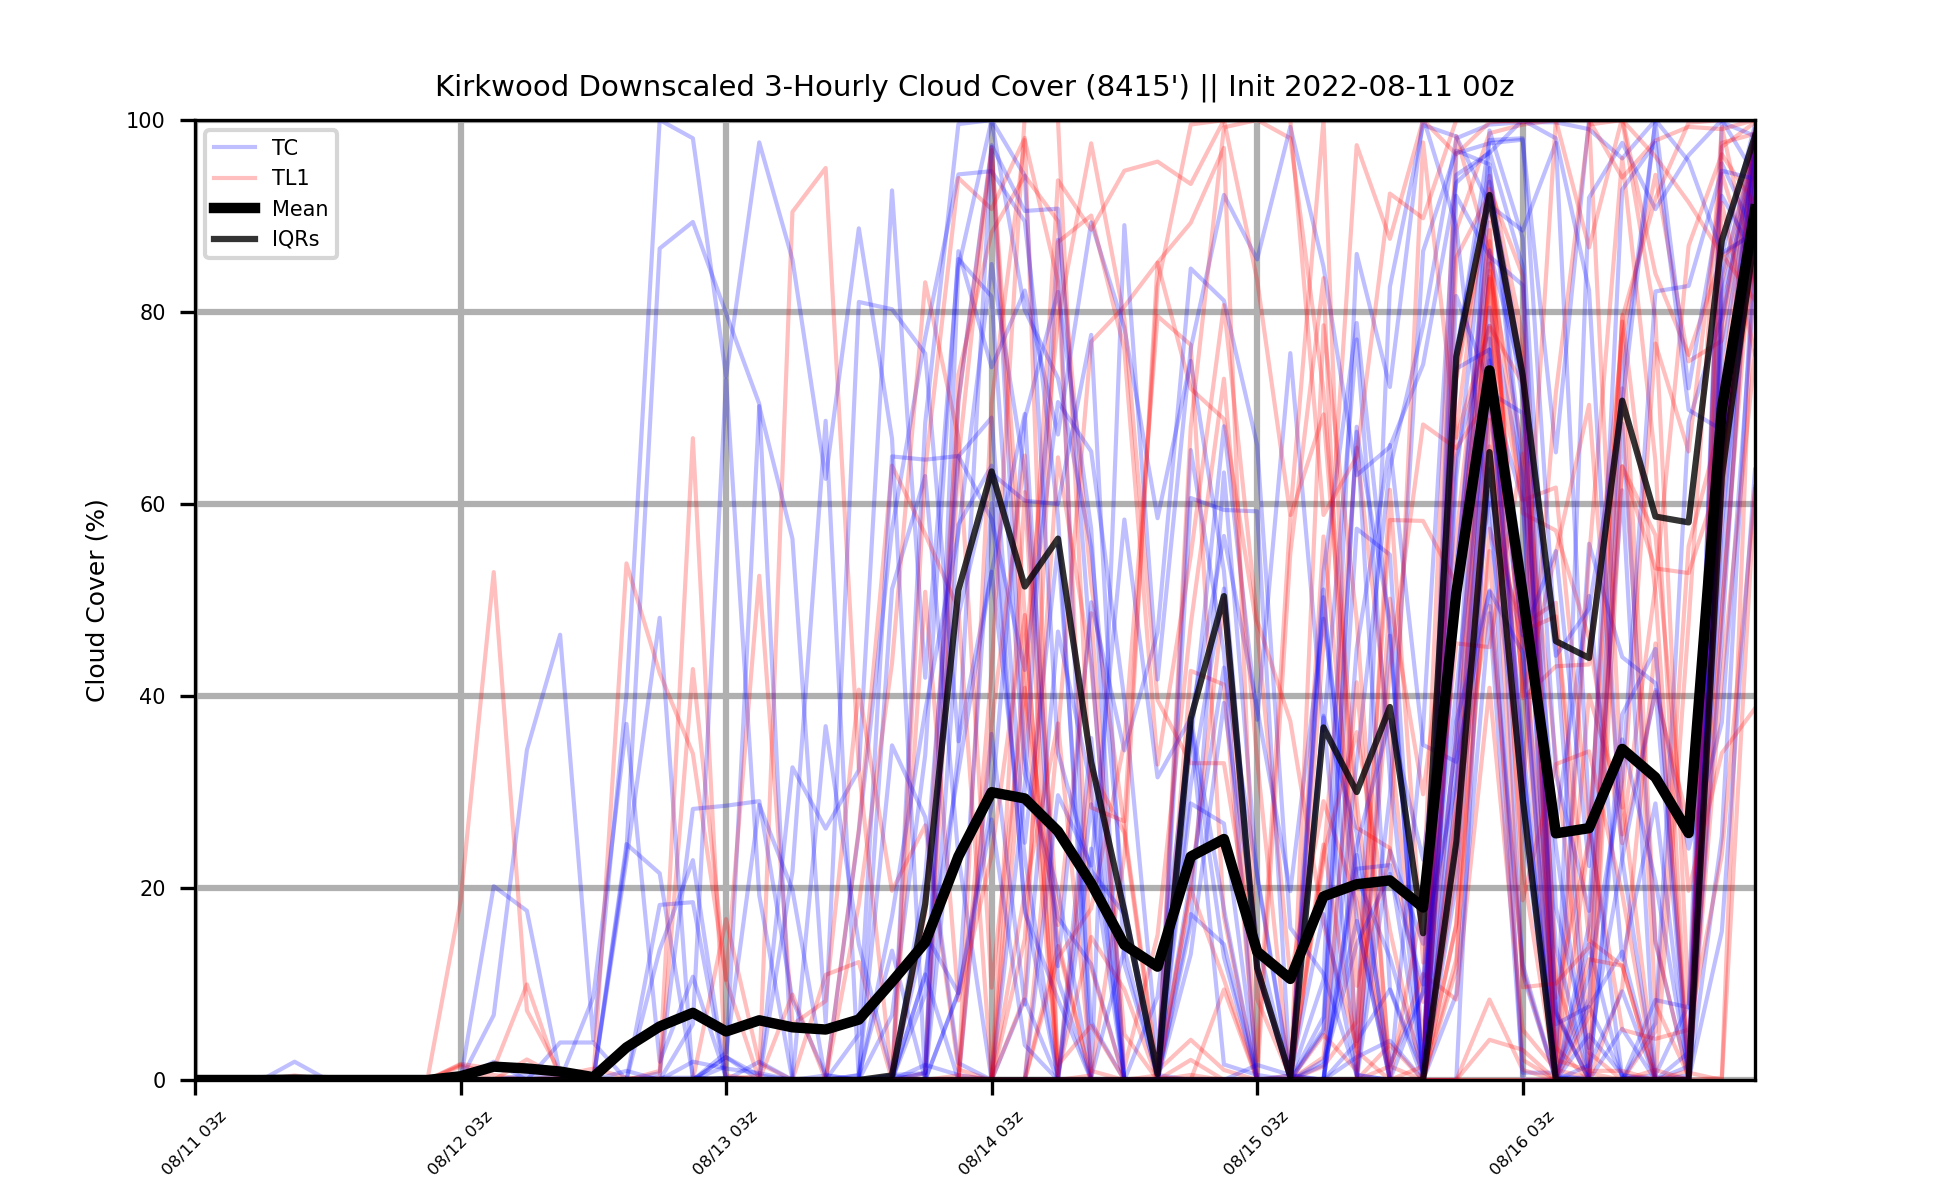 Kirkwood Downscaled 3-Hourly Cloud Cover (8415') || Init 2022-08-11 00z
100
80
60
40
20
0
Cloud Cover (%)
TC
TL1
Mean
IQRs
08/11 03z
08/12 03z
08/13 03z
08/14 03z
08/15 03z
08/16 03z